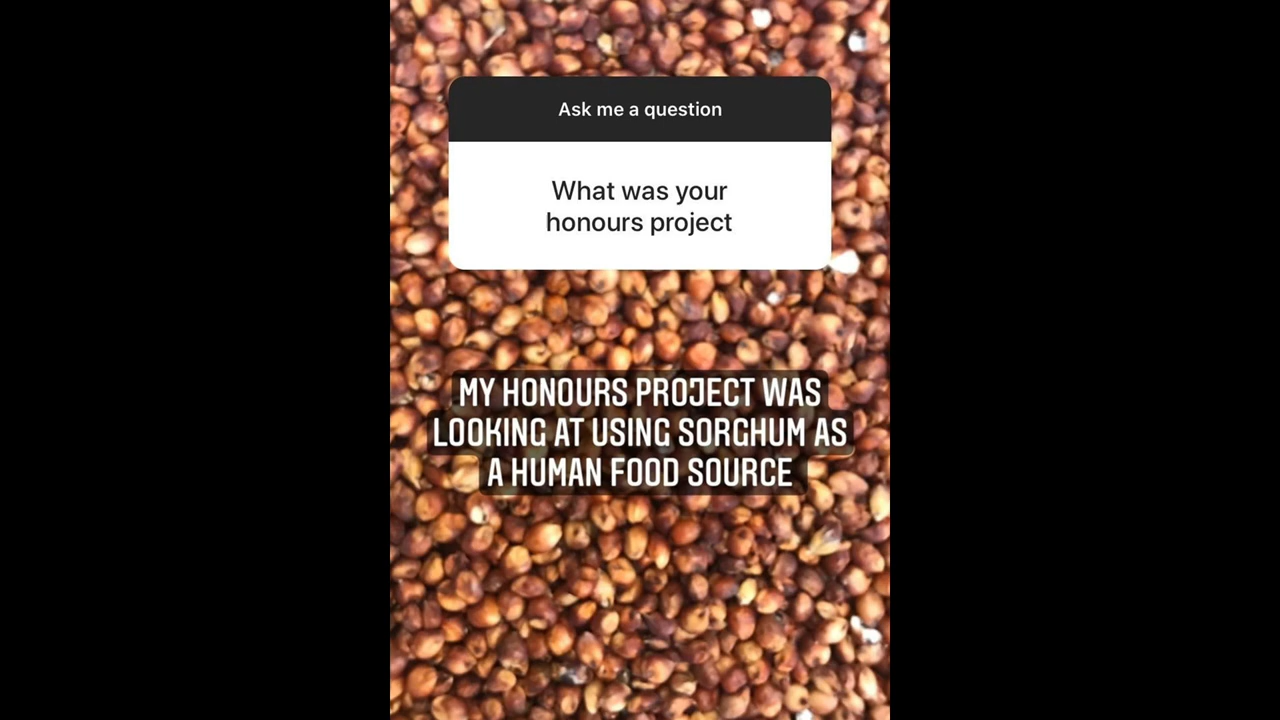 Ask me a question
What was your
honours project
MY HONOURS PROJECT WAS
LOOKING AT USING SORGHUM AS
A HUMAN FOOD SOURCE